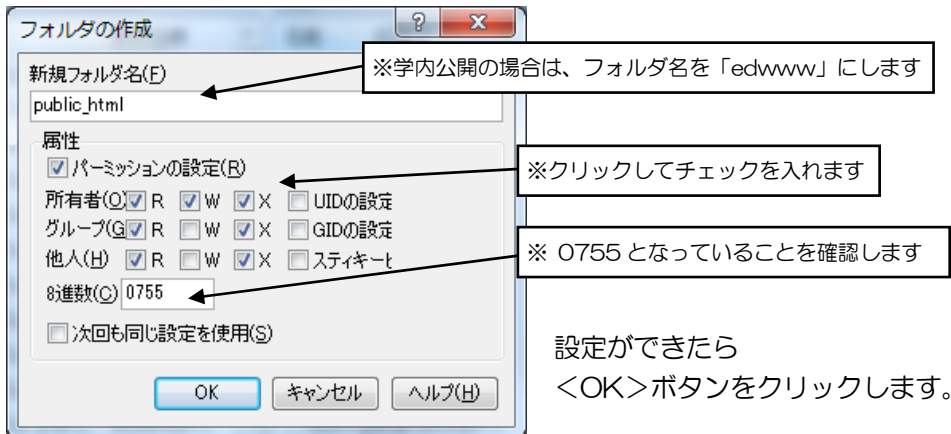 フォルダの作成
新規フォルダ名(F)
※学内公開の場合は、フォルダ名を「edwww」にします
public_html
属性
パーミッションの設定(R)
※クリックしてチェックを入れます
所有者(O) R W X UIDの設定
グループ(G R W X GIDの設定
他人(H) R W X スティキーヒ
※ 0755 となっていることを確認します
8進数(C) 0755
次回も同じ設定を使用(S)
設定ができたら
<OK>ボタンをクリックします。
OK キャンセル ヘルプ(H)